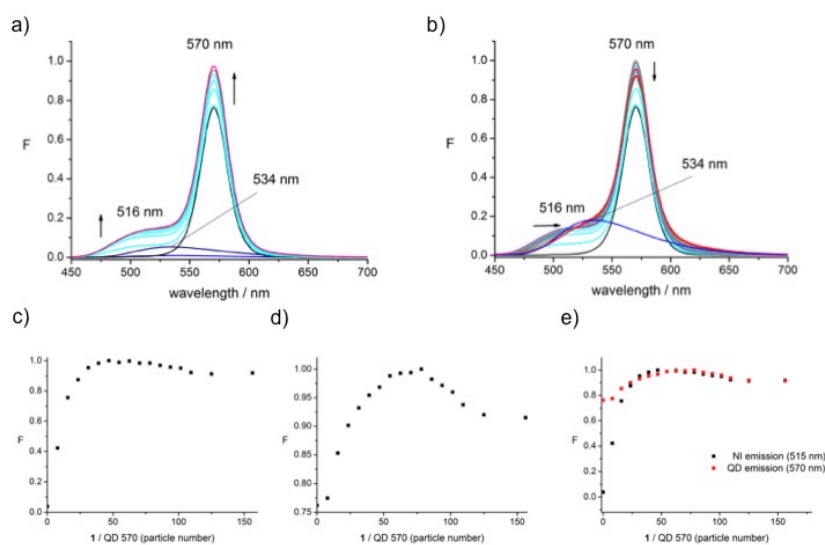 a)
570 nm
1.0
0.8
0.6
0.4
0.2
0.0
F
516 nm
534 nm
450 500 550 600 650 700
wavelength / nm
b)
570 nm
1.0
0.8
0.6
0.4
0.2
0.0
F
516 nm
534 nm
450 500 550 600 650 700
wavelength / nm
c)
1.0
0.8
0.6
0.4
0.2
0.0
F
0 50 100 150
1 / QD 570 (particle number)
d)
1.00
0.95
0.90
0.85
0.80
0.75
F
0 50 100 150
1 / QD 570 (particle number)
e)
1.0
0.8
0.6
0.4
0.2
0.0
F
NI emission (515 nm)
QD emission (570 nm)
0 50 100 150
1 / QD 570 (particle number)